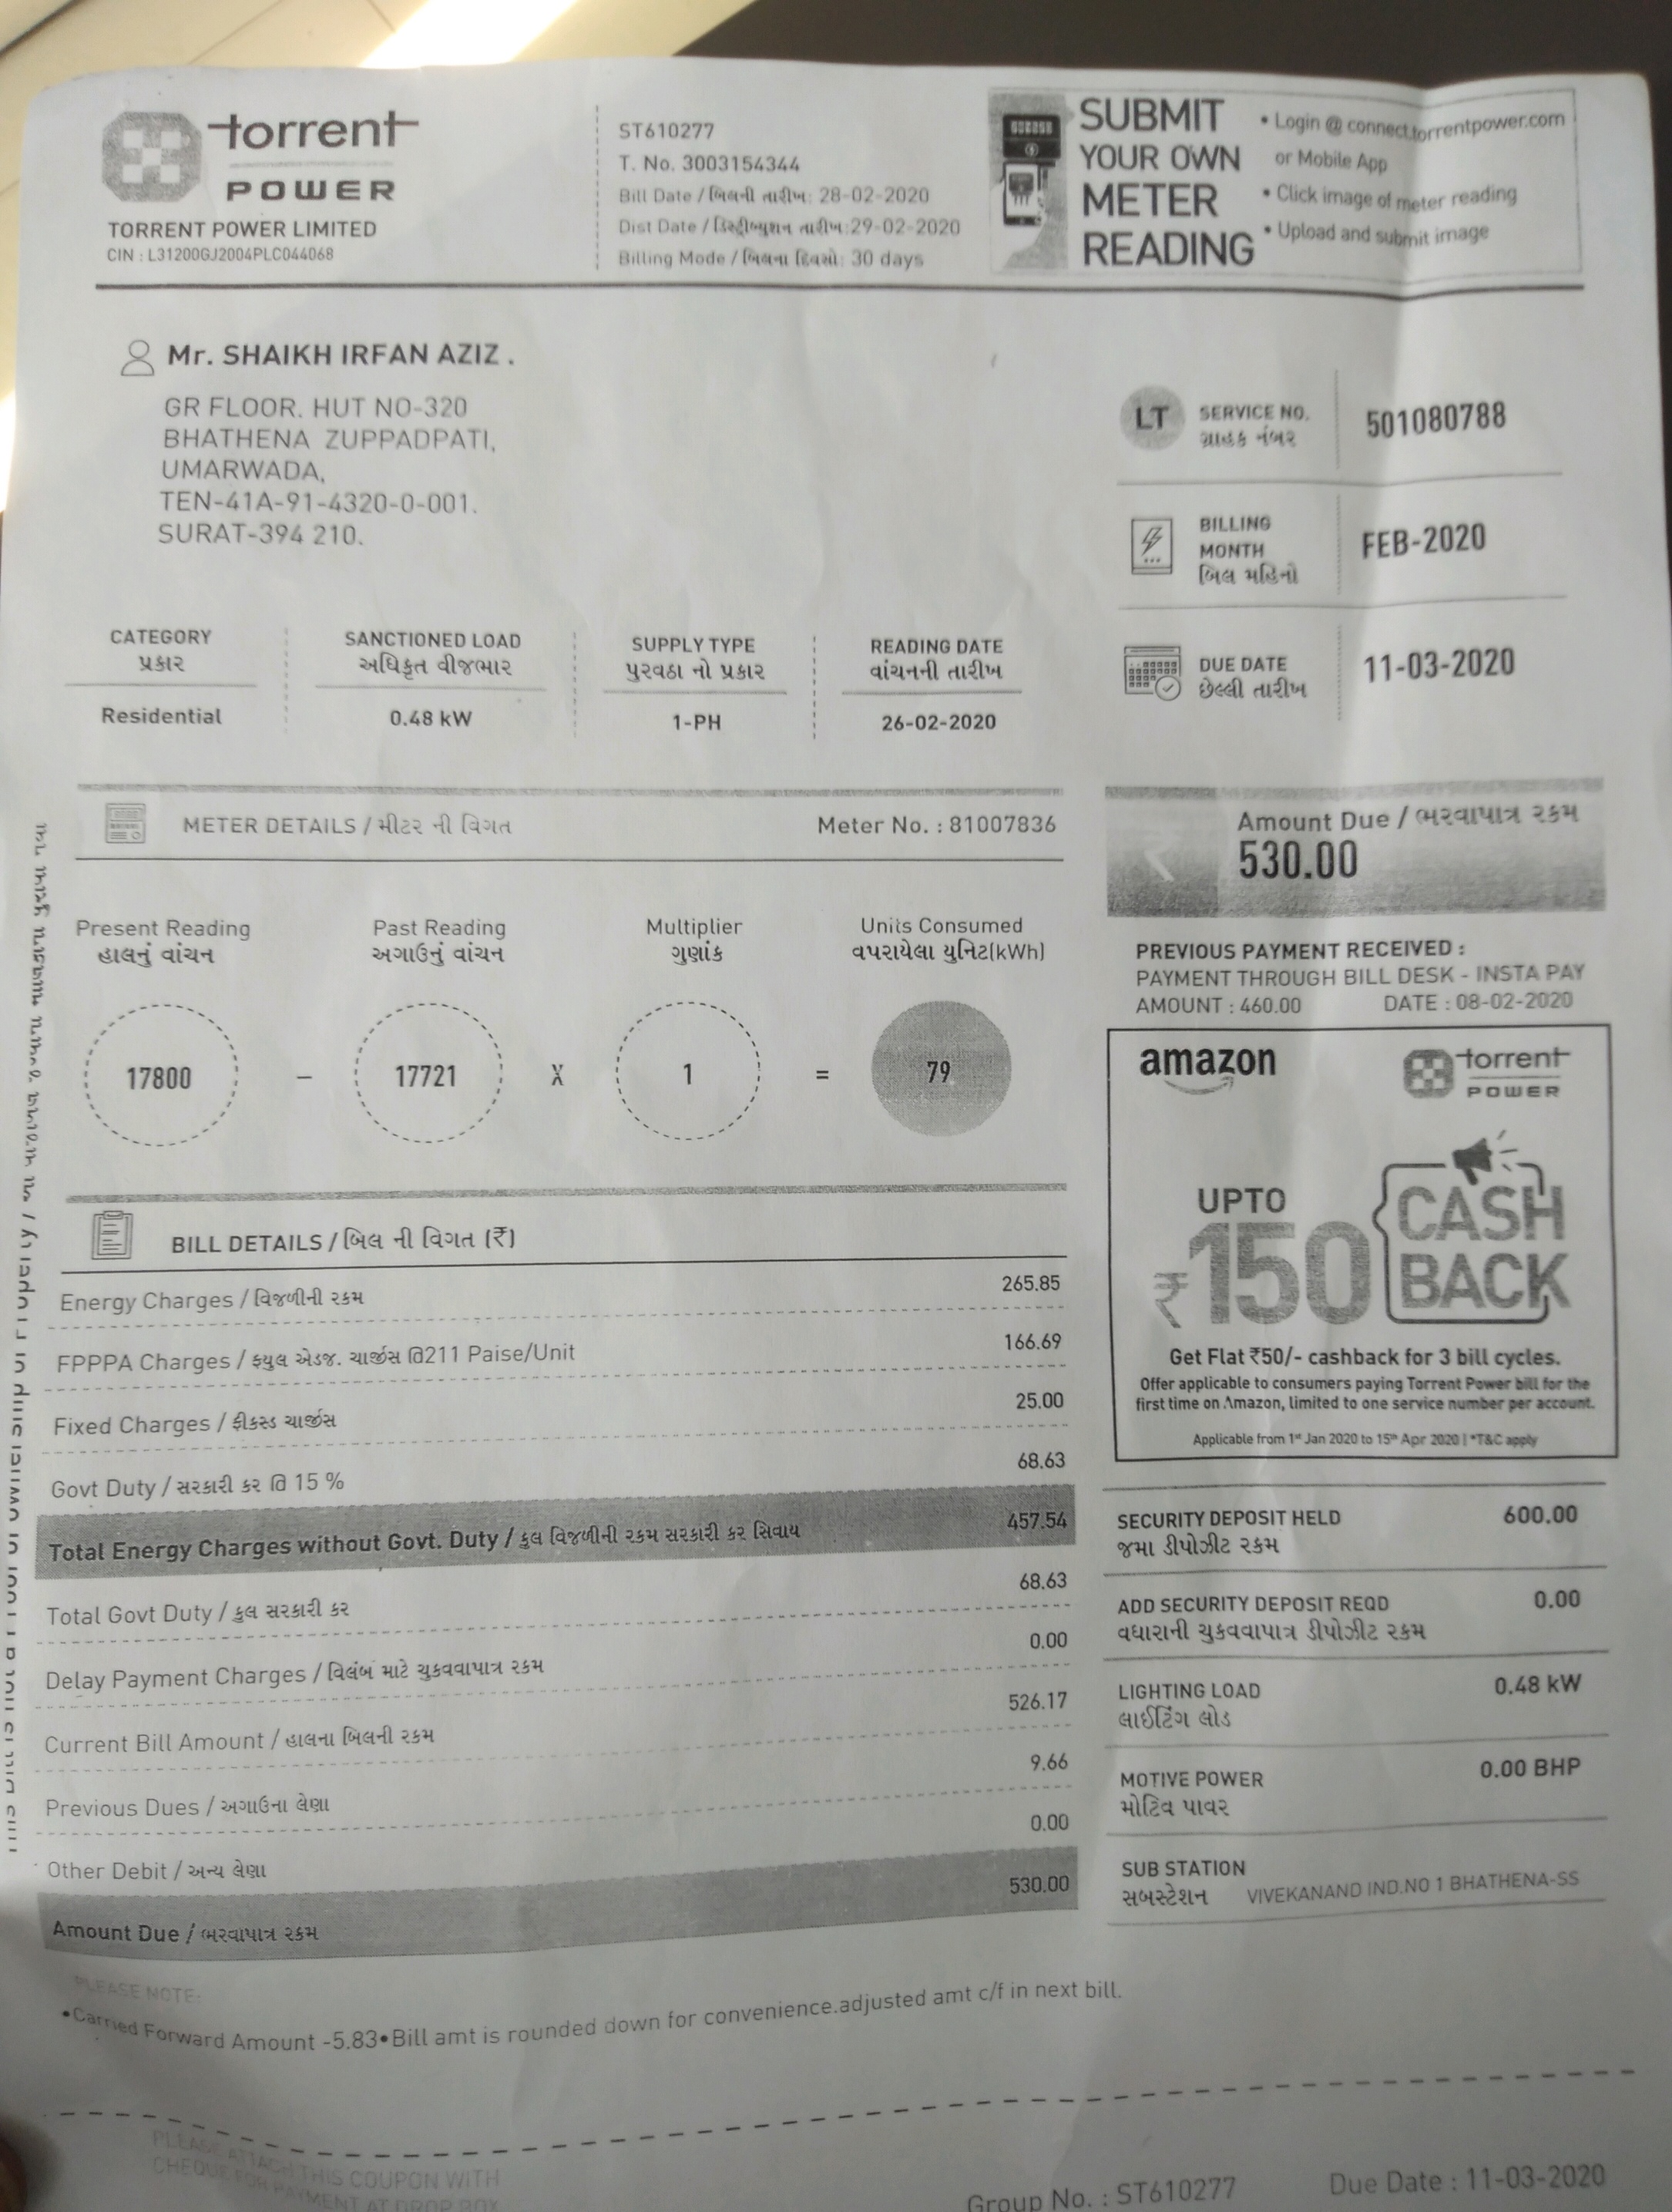 torrent
POWER
TORRENT POWER LIMITED
CIN : L31200GJ2004PLC044068
ST610277
T. No. 3003154344
Bill Date / બિલની તારીખ: 28-02-2020
Dist Date / ડિસ્ટ્રીબ્યુશન તારીખ:29-02-2020
Billing Mode / બિલના દિવસો: 30 days
SUBMIT
YOUR OWN
METER
READING
• Login @ connect.torrentpower.com
or Mobile App
• Click image of meter reading
• Upload and submit image
Mr. SHAIKH IRFAN AZIZ .
GR FLOOR. HUT NO-320
BHATHENA ZUPPADPATI,
UMARWADA,
TEN-41A-91-4320-0-001.
SURAT-394 210.
LT SERVICE NO. 501080788
ગ્રાહક નંબર
BILLING
MONTH FEB-2020
બિલ મહિનો
DUE DATE 11-03-2020
છેલ્લી તારીખ
CATEGORY SANCTIONED LOAD SUPPLY TYPE READING DATE
પ્રકાર અધિકૃત વીજભાર પુરવઠા નો પ્રકાર વાંચનની તારીખ
Residential 0.48 kW 1-PH 26-02-2020
METER DETAILS / મીટર ની વિગત Meter No. : 81007836
Present Reading Past Reading Multiplier Units Consumed
હાલનું વાંચન અગાઉનું વાંચન ગુણાંક વપરાયેલા યુનિટ(kWh)
17800 – 17721 X 1 = 79
Amount Due / ભરવાપાત્ર રકમ
₹ 530.00
PREVIOUS PAYMENT RECEIVED :
PAYMENT THROUGH BILL DESK - INSTA PAY
AMOUNT : 460.00 DATE : 08-02-2020
amazon torrent
POWER
UPTO
₹150 CASH
BACK
Get Flat ₹50/- cashback for 3 bill cycles.
Offer applicable to consumers paying Torrent Power bill for the
first time on Amazon, limited to one service number per account.
Applicable from 1st Jan 2020 to 15th Apr 2020 | *T&C apply
BILL DETAILS / બિલ ની વિગત (₹)
Energy Charges / વિજળીની રકમ 265.85
FPPPA Charges / ફ્યુલ એડજ. ચાર્જીસ @211 Paise/Unit 166.69
Fixed Charges / ફીકસ્ડ ચાર્જીસ 25.00
Govt Duty / સરકારી કર @ 15 % 68.63
Total Energy Charges without Govt. Duty / કુલ વિજળીની રકમ સરકારી કર સિવાય 457.54
Total Govt Duty / કુલ સરકારી કર 68.63
Delay Payment Charges / વિલંબ માટે ચુકવવાપાત્ર રકમ 0.00
Current Bill Amount / હાલના બિલની રકમ 526.17
Previous Dues / અગાઉના લેણા 9.66
Other Debit / અન્ય લેણા 0.00
Amount Due / ભરવાપાત્ર રકમ 530.00
SECURITY DEPOSIT HELD 600.00
જમા ડીપોઝીટ રકમ
ADD SECURITY DEPOSIT REQD 0.00
વધારાની ચુકવવાપાત્ર ડીપોઝીટ રકમ
LIGHTING LOAD 0.48 kW
લાઈટિંગ લોડ
MOTIVE POWER 0.00 BHP
મોટિવ પાવર
SUB STATION
સબસ્ટેશન VIVEKANAND IND.NO 1 BHATHENA-SS
PLEASE NOTE:
•Carried Forward Amount -5.83•Bill amt is rounded down for convenience.adjusted amt c/f in next bill.
PLEASE ATTACH THIS COUPON WITH
CHEQUE FOR PAYMENT AT DROP BOX
Group No. : ST610277 Due Date : 11-03-2020